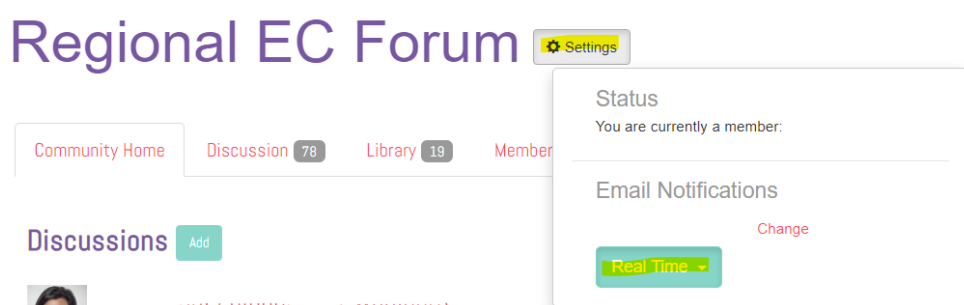 Regional EC Forum Settings
Status
You are currently a member:
Community Home Discussion 78 Library 19 Member
Email Notifications
Change
Discussions Add
Real Time